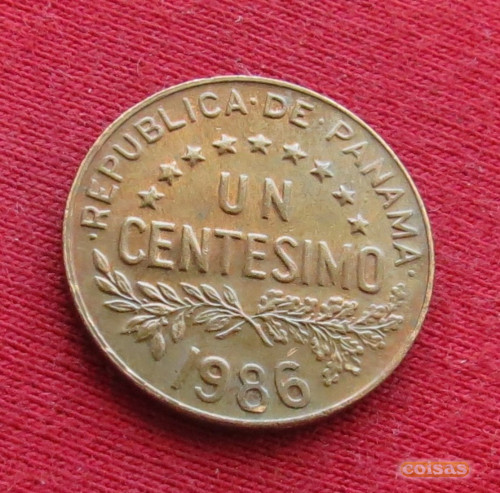 ·REPUBLICA·DE·PANAMA·
UN
CENTESIMO
1986
coisas